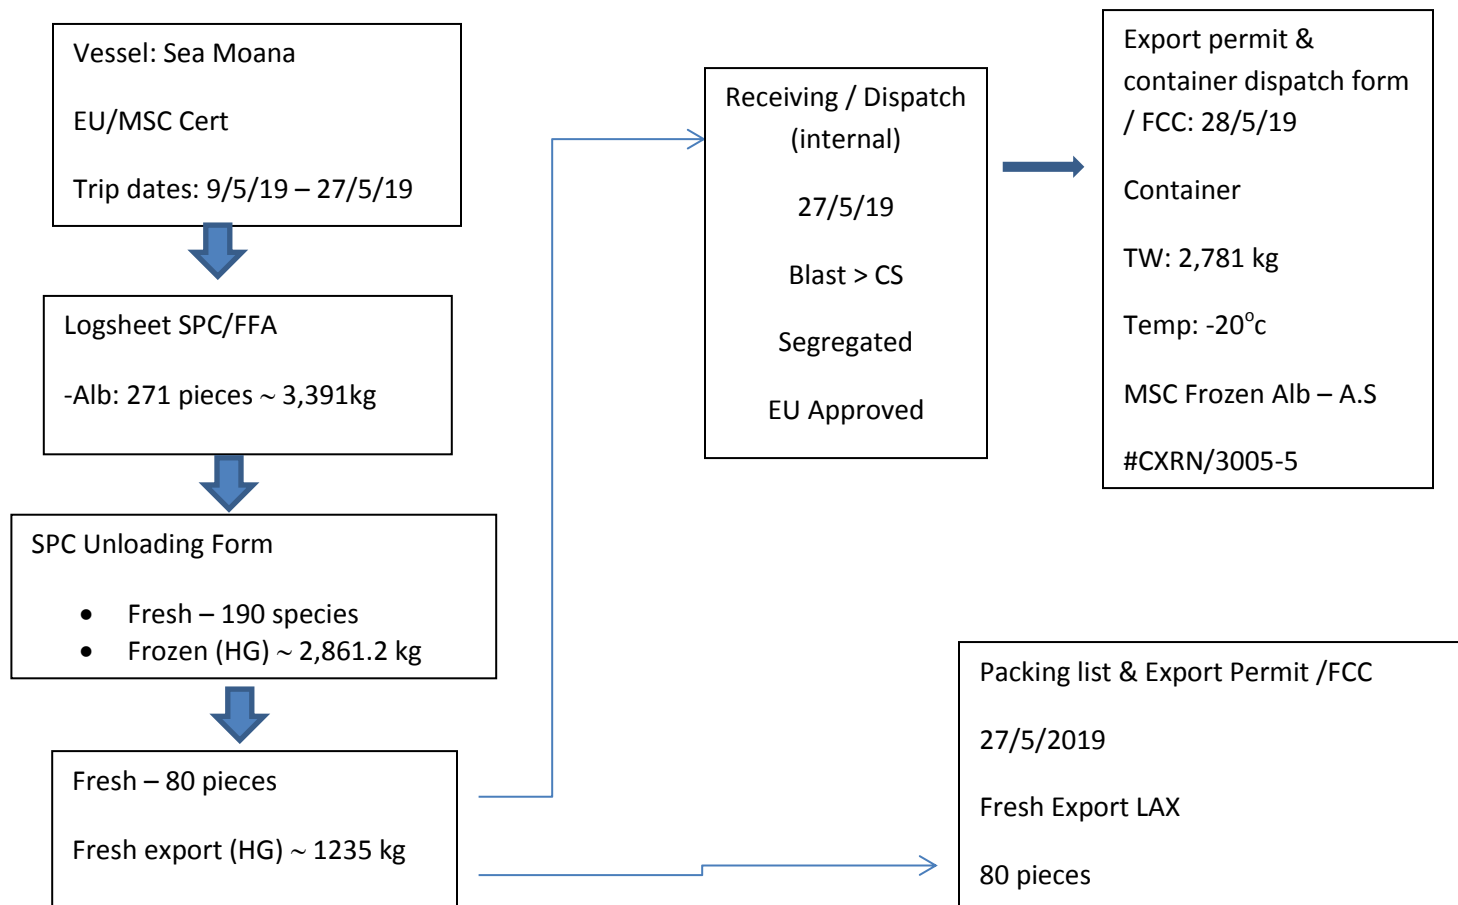 Vessel: Sea Moana
EU/MSC Cert
Trip dates: 9/5/19 – 27/5/19
Logsheet SPC/FFA
-Alb: 271 pieces ~ 3,391kg
SPC Unloading Form
• Fresh – 190 species
• Frozen (HG) ~ 2,861.2 kg
Fresh – 80 pieces
Fresh export (HG) ~ 1235 kg
Receiving / Dispatch
(internal)
27/5/19
Blast > CS
Segregated
EU Approved
Export permit &
container dispatch form
/ FCC: 28/5/19
Container
TW: 2,781 kg
Temp: -20°c
MSC Frozen Alb – A.S
#CXRN/3005-5
Packing list & Export Permit /FCC
27/5/2019
Fresh Export LAX
80 pieces